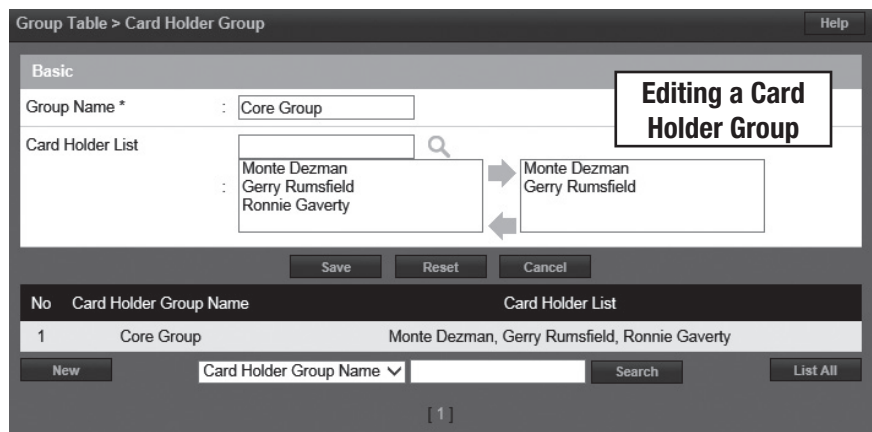 Group Table > Card Holder Group
Help
Basic
Editing a Card
Holder Group
Group Name * : Core Group
Card Holder List :
Monte Dezman
Gerry Rumsfield
Ronnie Gaverty
Monte Dezman
Gerry Rumsfield
Save Reset Cancel
No Card Holder Group Name Card Holder List
1 Core Group Monte Dezman, Gerry Rumsfield, Ronnie Gaverty
New Card Holder Group Name Search List All
[ 1 ]